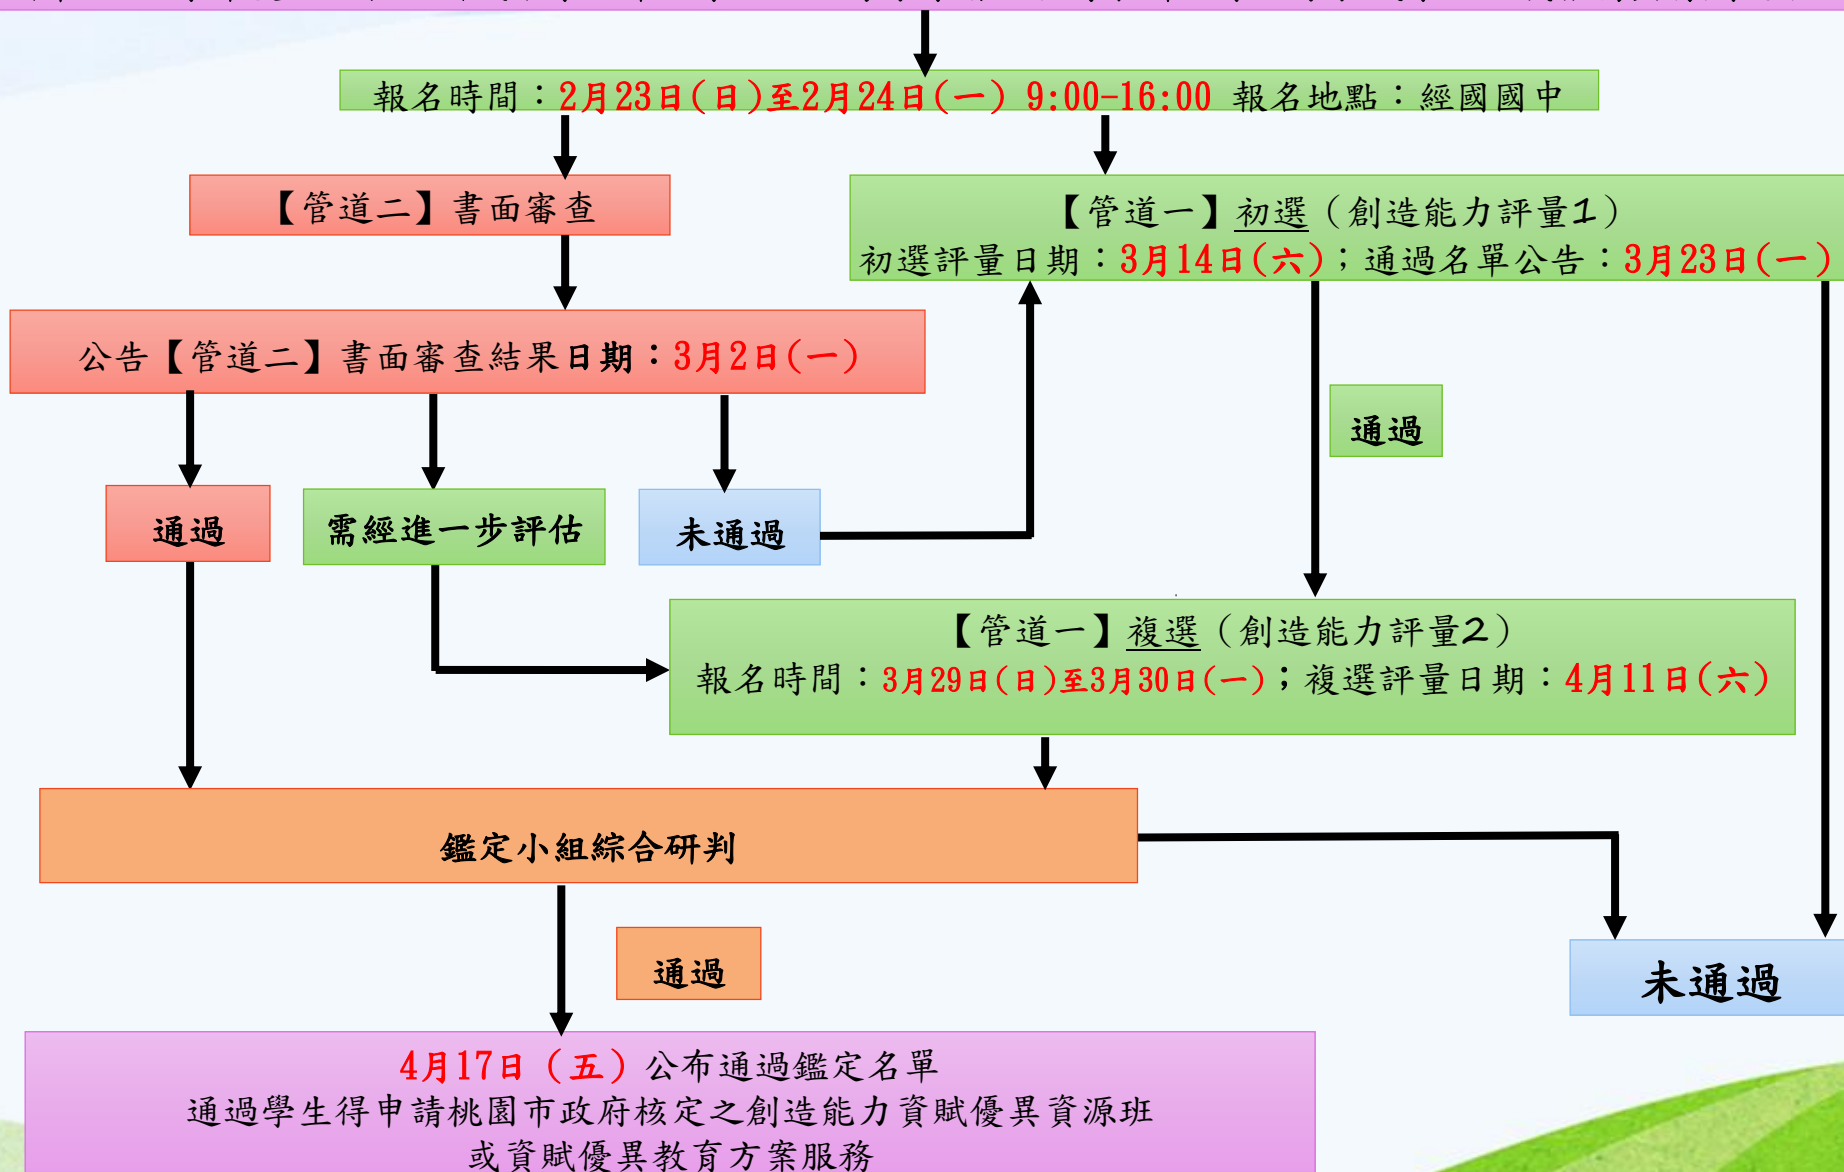 報名時間：2月23日(日)至2月24日(一) 9:00-16:00 報名地點：經國國中
【管道二】書面審查
【管道一】初選（創造能力評量1）
初選評量日期：3月14日(六)；通過名單公告：3月23日(一)
公告【管道二】書面審查結果日期：3月2日(一)
通過
通過
需經進一步評估
未通過
【管道一】複選（創造能力評量2）
報名時間：3月29日(日)至3月30日(一)；複選評量日期：4月11日(六)
鑑定小組綜合研判
通過
未通過
4月17日（五）公布通過鑑定名單
通過學生得申請桃園市政府核定之創造能力資賦優異資源班
或資賦優異教育方案服務